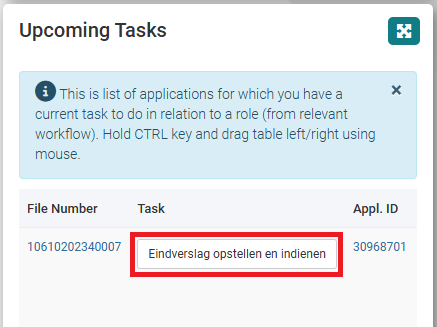 Upcoming Tasks
This is list of applications for which you have a
current task to do in relation to a role (from relevant
workflow). Hold CTRL key and drag table left/right using
mouse.
File Number Task Appl. ID
10610202340007 Eindverslag opstellen en indienen 30968701